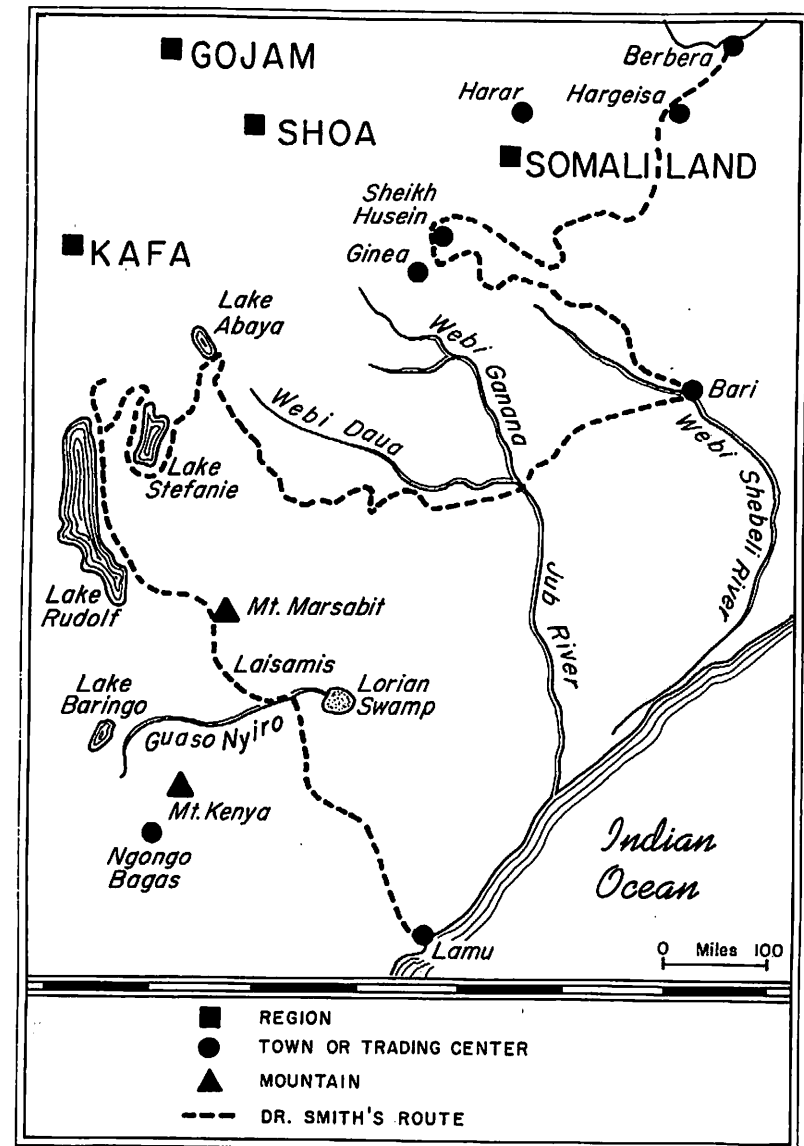 GOJAM
Berbera
Harar
Hargeisa
SHOA
SOMALILAND
Sheikh
Husein
KAFA
Ginea
Lake
Abaya
Webi Ganana
Bari
Webi Daua
Webi Shebeli River
Lake
Stefanie
Lake
Rudolf
Mt. Marsabit
Jub River
Laisamis
Lake
Baringo
Lorian
Swamp
Guaso Nyiro
Mt. Kenya
Ngongo
Bagas
Indian
Ocean
Lamu
0 Miles 100
REGION
TOWN OR TRADING CENTER
MOUNTAIN
DR. SMITH'S ROUTE